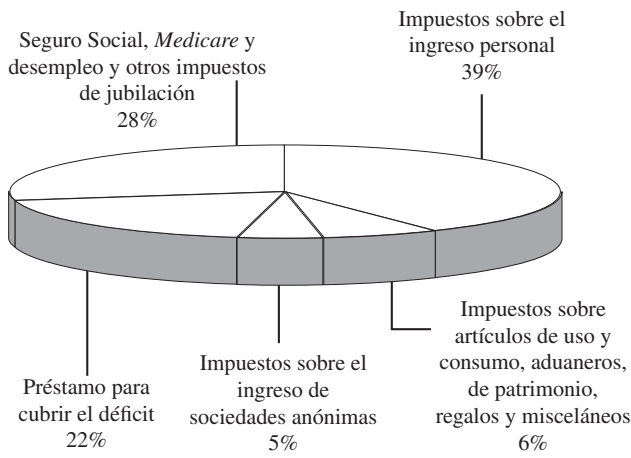 Seguro Social, Medicare y
desempleo y otros impuestos
de jubilación
28%
Impuestos sobre el
ingreso personal
39%
Préstamo para
cubrir el déficit
22%
Impuestos sobre el
ingreso de
sociedades anónimas
5%
Impuestos sobre
artículos de uso y
consumo, aduaneros,
de patrimonio,
regalos y misceláneos
6%